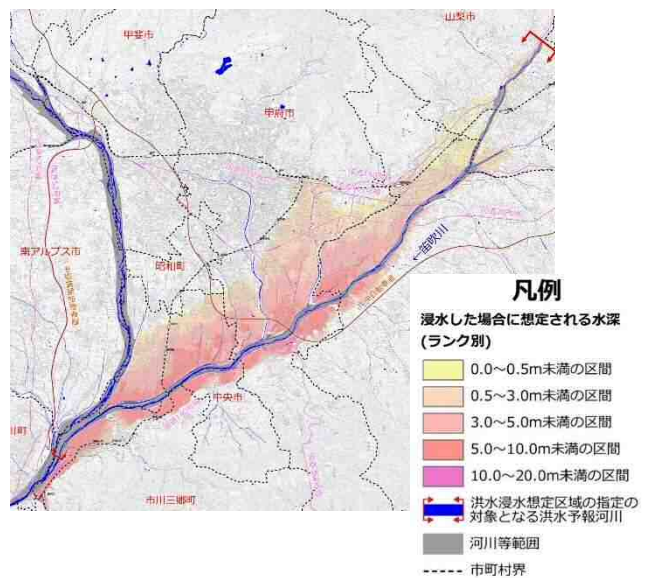 山梨市
甲斐市
甲府市
南アルプス市
昭和町
←笛吹川
中央市
川町
市川三郷町
凡例
浸水した場合に想定される水深
(ランク別)
0.0～0.5m未満の区間
0.5～3.0m未満の区間
3.0～5.0m未満の区間
5.0～10.0m未満の区間
10.0～20.0m未満の区間
洪水浸水想定区域の指定の
対象となる洪水予報河川
河川等範囲
市町村界